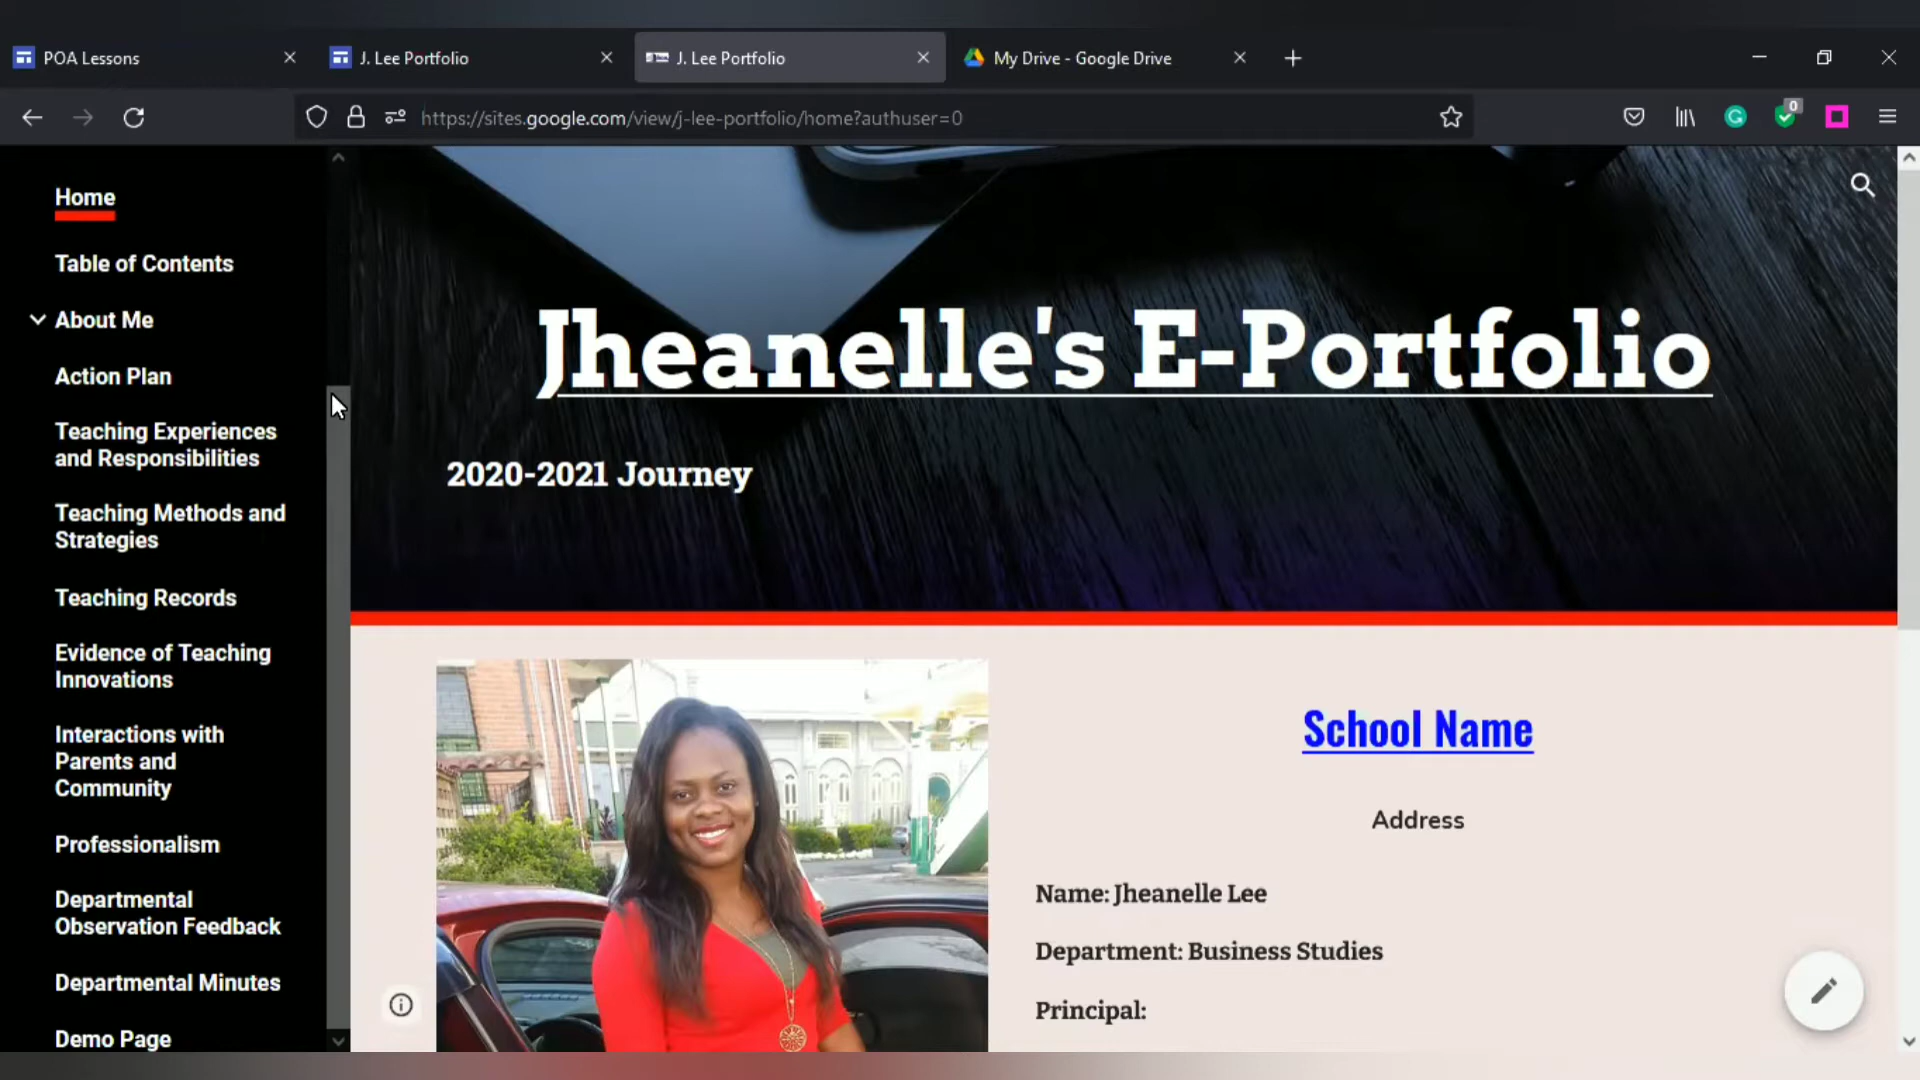 POA Lessons
J. Lee Portfolio
J. Lee Portfolio
My Drive - Google Drive
https://sites.google.com/view/j-lee-portfolio/home?authuser=0
0
Home
Table of Contents
About Me
Action Plan
Teaching Experiences
and Responsibilities
Teaching Methods and
Strategies
Teaching Records
Evidence of Teaching
Innovations
Interactions with
Parents and
Community
Professionalism
Departmental
Observation Feedback
Departmental Minutes
Demo Page
Jheanelle's E-Portfolio
2020-2021 Journey
School Name
Address
Name: Jheanelle Lee
Department: Business Studies
Principal: